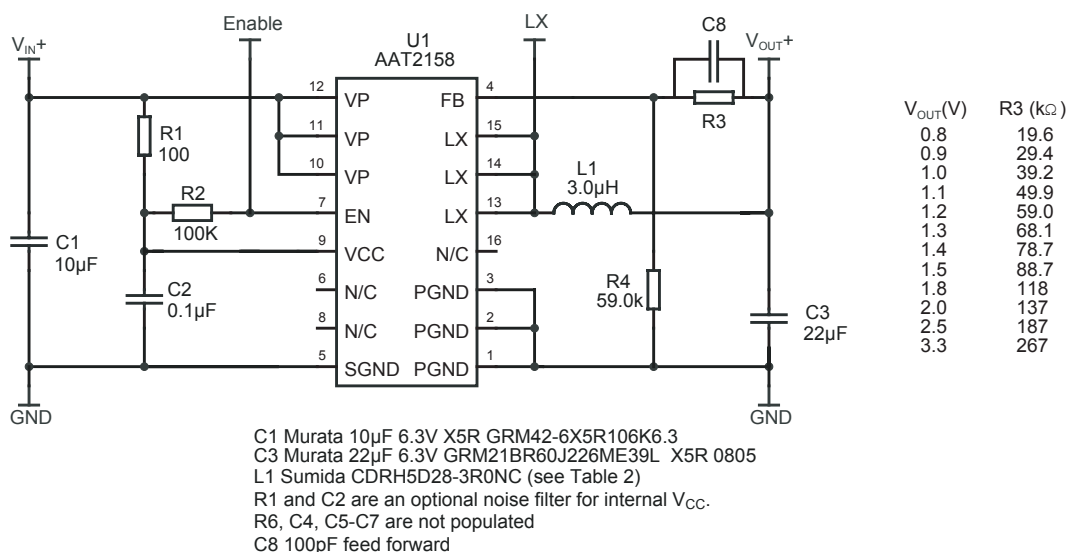 Enable
LX
C8
V_IN+
U1
AAT2158
V_OUT+
12 VP FB 4
R3
R1
100
11 VP LX 15
10 VP LX 14
R2
100K
7 EN LX 13
L1
3.0µH
9 VCC N/C 16
C1
10µF
C2
0.1µF
6 N/C PGND 3
R4
59.0k
8 N/C PGND 2
C3
22µF
5 SGND PGND 1
GND
GND
V_OUT(V) R3 (kΩ)
0.8 19.6
0.9 29.4
1.0 39.2
1.1 49.9
1.2 59.0
1.3 68.1
1.4 78.7
1.5 88.7
1.8 118
2.0 137
2.5 187
3.3 267
C1 Murata 10µF 6.3V X5R GRM42-6X5R106K6.3
C3 Murata 22µF 6.3V GRM21BR60J226ME39L X5R 0805
L1 Sumida CDRH5D28-3R0NC (see Table 2)
R1 and C2 are an optional noise filter for internal V_CC.
R6, C4, C5-C7 are not populated
C8 100pF feed forward